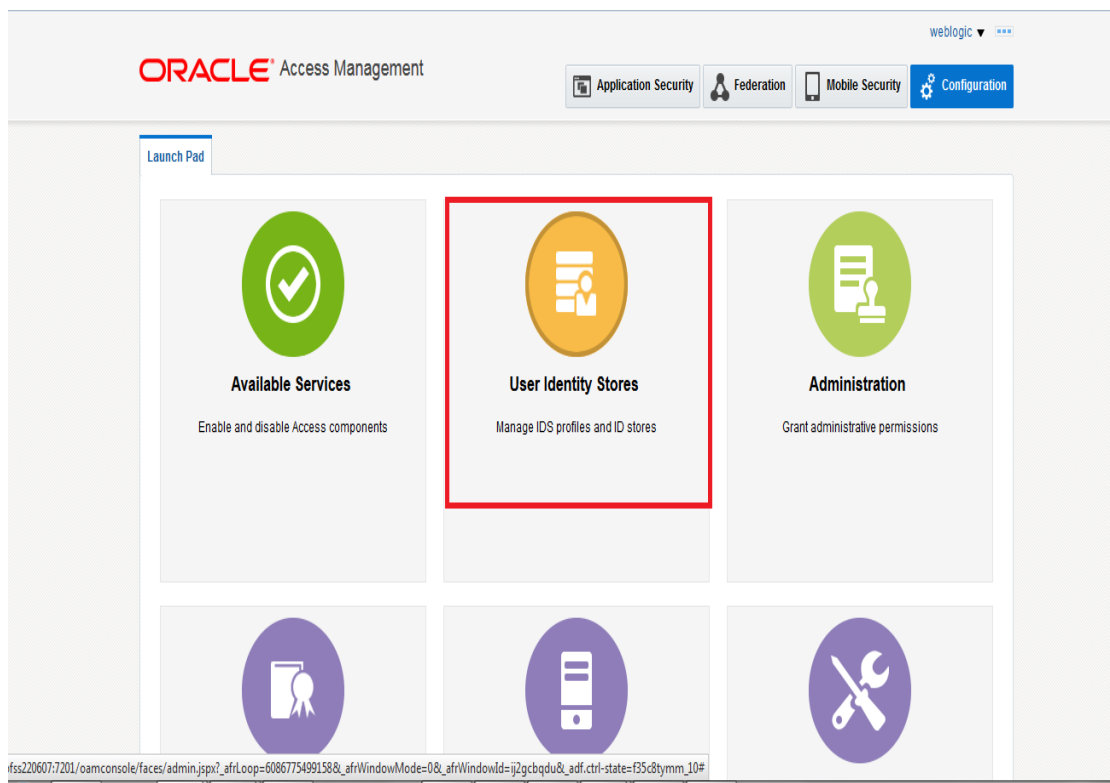 weblogic
ORACLE Access Management
Application Security
Federation
Mobile Security
Configuration
Launch Pad
Available Services
Enable and disable Access components
User Identity Stores
Manage IDS profiles and ID stores
Administration
Grant administrative permissions
ofss220607:7201/oamconsole/faces/admin.jspx?_afrLoop=608677549915&_afrWindowMode=0&_afrWindowId=ij2gcbqdu&_adf.ctrl-state=f35c8tymm_10#